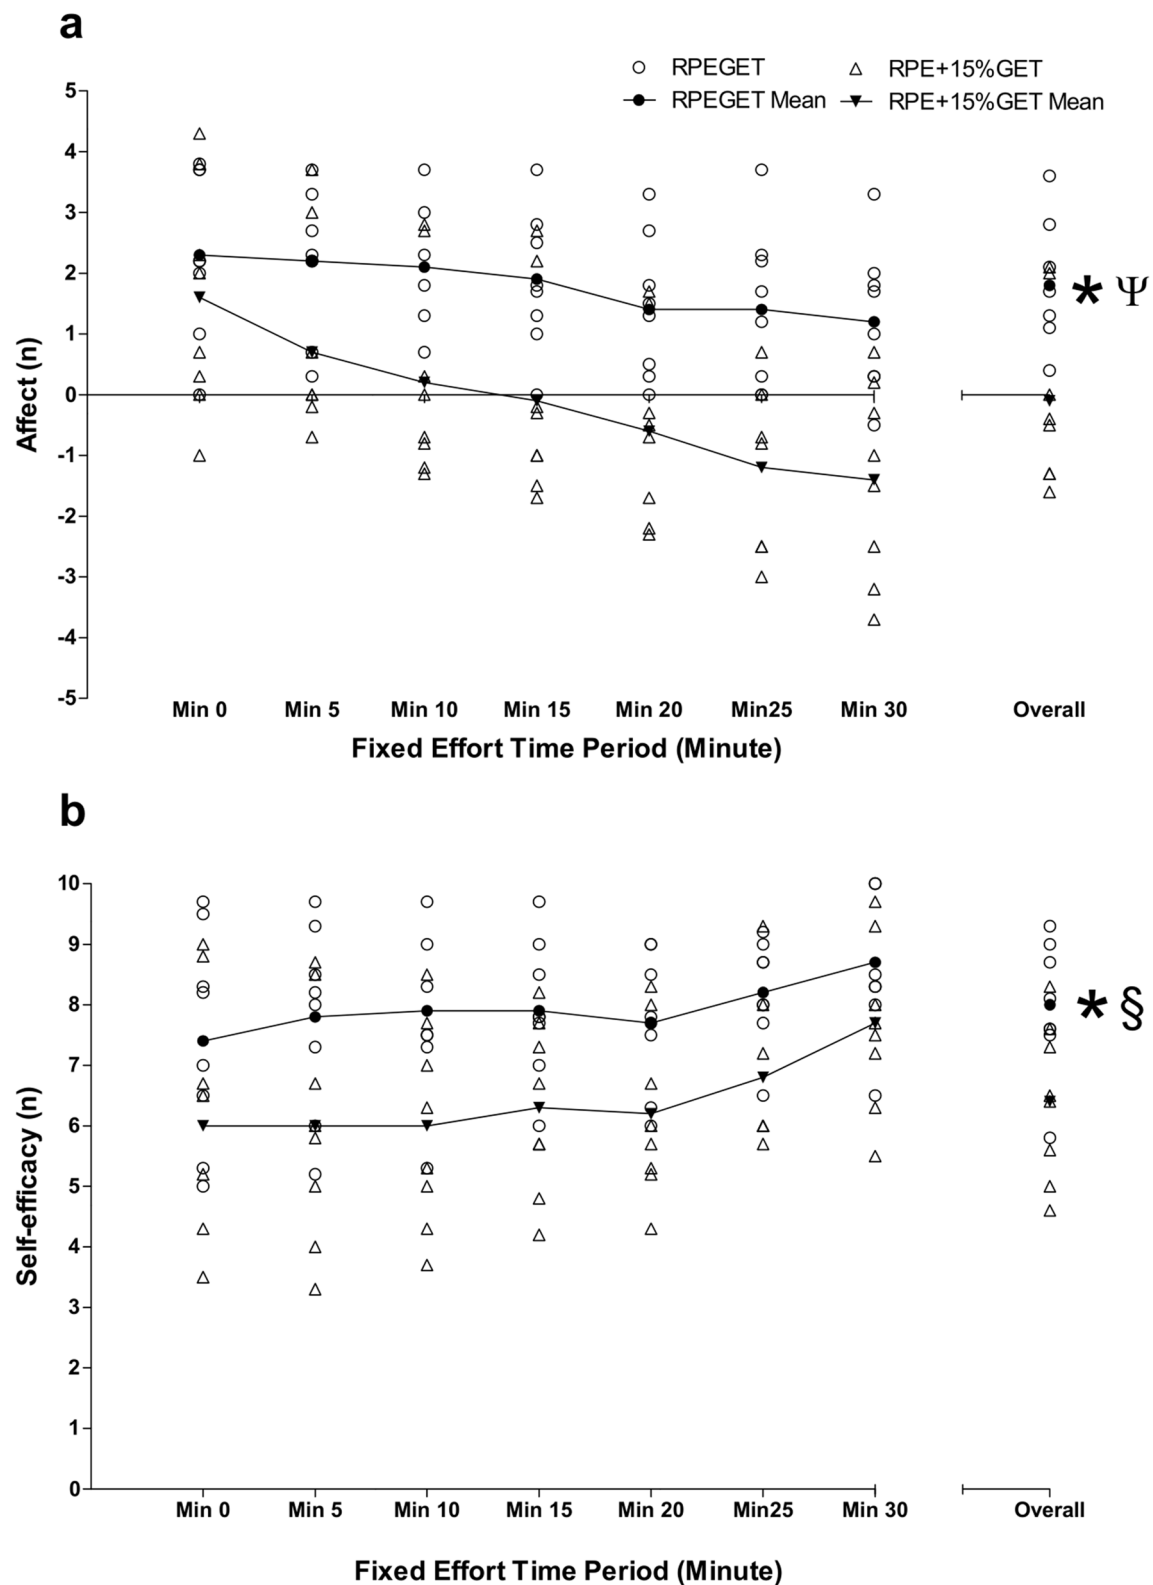 a
RPEGET
RPE+15%GET
RPEGET Mean
RPE+15%GET Mean
5
4
3
2
1
0
-1
-2
-3
-4
-5
Affect (n)
* Ψ
Min 0 Min 5 Min 10 Min 15 Min 20 Min25 Min 30 Overall
Fixed Effort Time Period (Minute)
b
10
9
8
7
6
5
4
3
2
1
0
Self-efficacy (n)
* §
Min 0 Min 5 Min 10 Min 15 Min 20 Min25 Min 30 Overall
Fixed Effort Time Period (Minute)